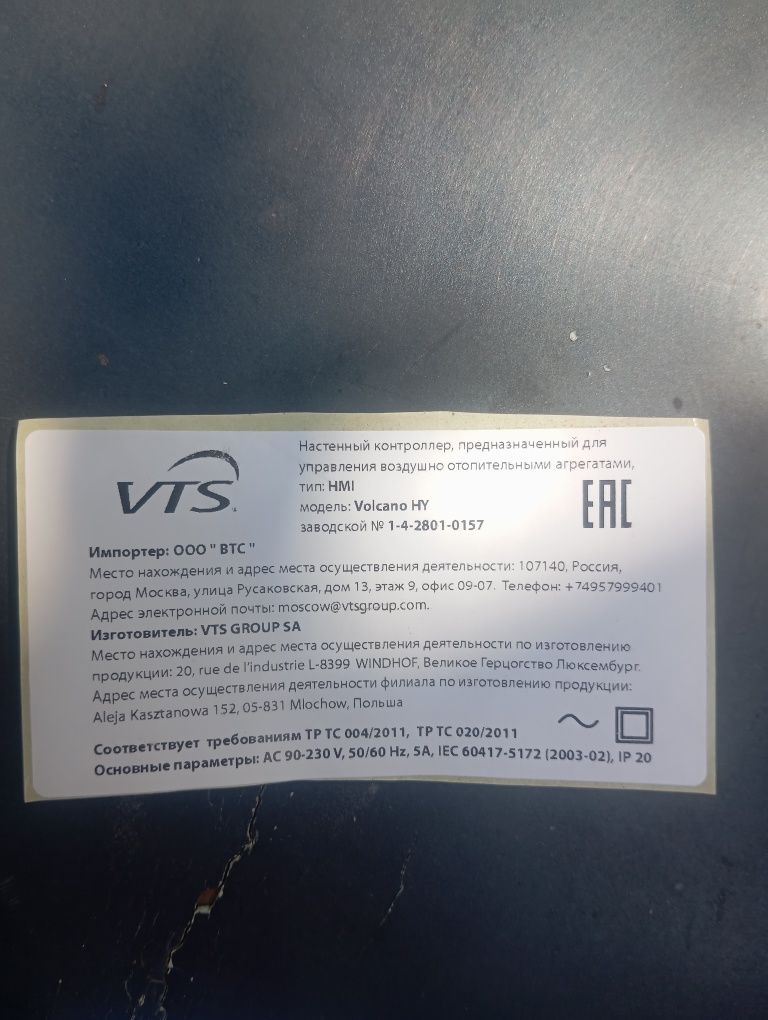 VTS
Настенный контроллер, предназначенный для
управления воздушно отопительными агрегатами,
тип: HMI
модель: Volcano HY
заводской № 1-4-2801-0157
EAC
Импортер: ООО " ВТС "
Место нахождения и адрес места осуществления деятельности: 107140, Россия,
город Москва, улица Русаковская, дом 13, этаж 9, офис 09-07. Телефон: +74957999401
Адрес электронной почты: moscow@vtsgroup.com.
Изготовитель: VTS GROUP SA
Место нахождения и адрес места осуществления деятельности по изготовлению
продукции: 20, rue de l'industrie L-8399 WINDHOF, Великое Герцогство Люксембург.
Адрес места осуществления деятельности филиала по изготовлению продукции:
Aleja Kasztanowa 152, 05-831 Mlochow, Польша
Соответствует требованиям ТР ТС 004/2011, ТР ТС 020/2011
Основные параметры: AC 90-230 V, 50/60 Hz, 5A, IEC 60417-5172 (2003-02), IP 20